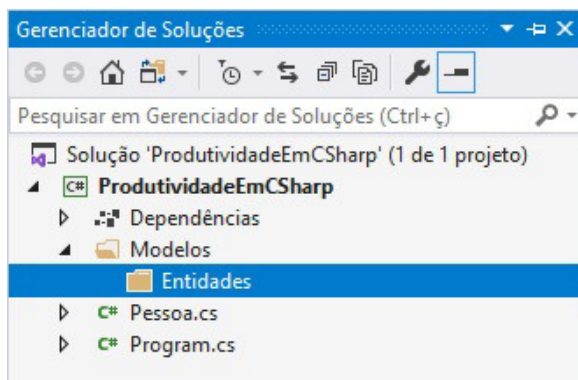 Gerenciador de Soluções
Pesquisar em Gerenciador de Soluções (Ctrl+ç)
Solução 'ProdutividadeEmCSharp' (1 de 1 projeto)
C# ProdutividadeEmCSharp
Dependências
Modelos
Entidades
C# Pessoa.cs
C# Program.cs